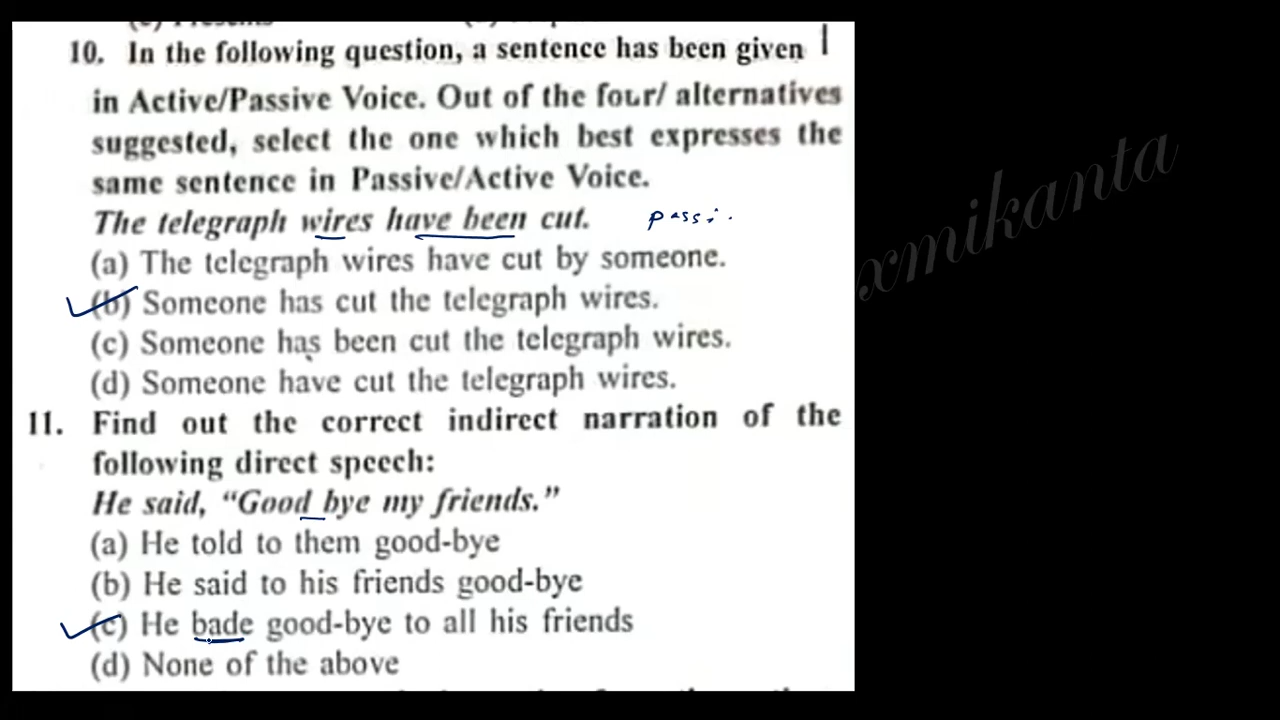 10. In the following question, a sentence has been given
in Active/Passive Voice. Out of the four/ alternatives
suggested, select the one which best expresses the
same sentence in Passive/Active Voice.
The telegraph wires have been cut. passi.
(a) The telegraph wires have cut by someone.
(b) Someone has cut the telegraph wires.
(c) Someone has been cut the telegraph wires.
(d) Someone have cut the telegraph wires.
11. Find out the correct indirect narration of the
following direct speech:
He said, “Good bye my friends.”
(a) He told to them good-bye
(b) He said to his friends good-bye
(c) He bade good-bye to all his friends
(d) None of the above
xmikanta